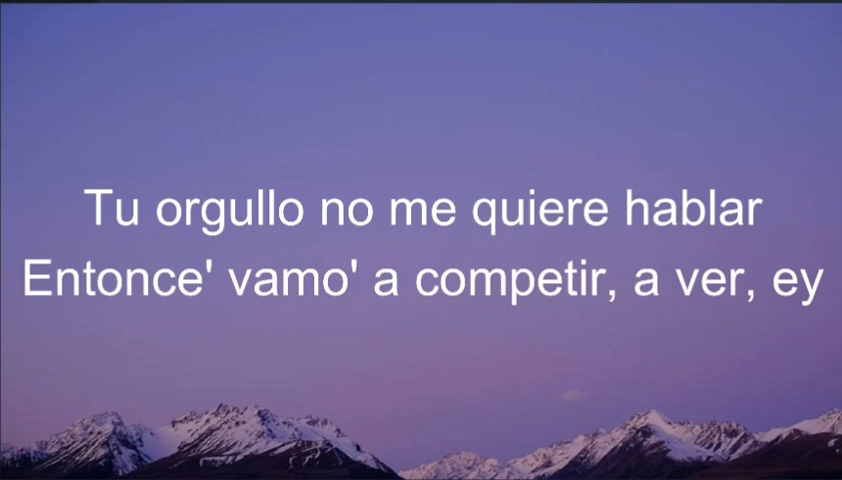 Tu orgullo no me quiere hablar
Entonce' vamo' a competir, a ver, ey